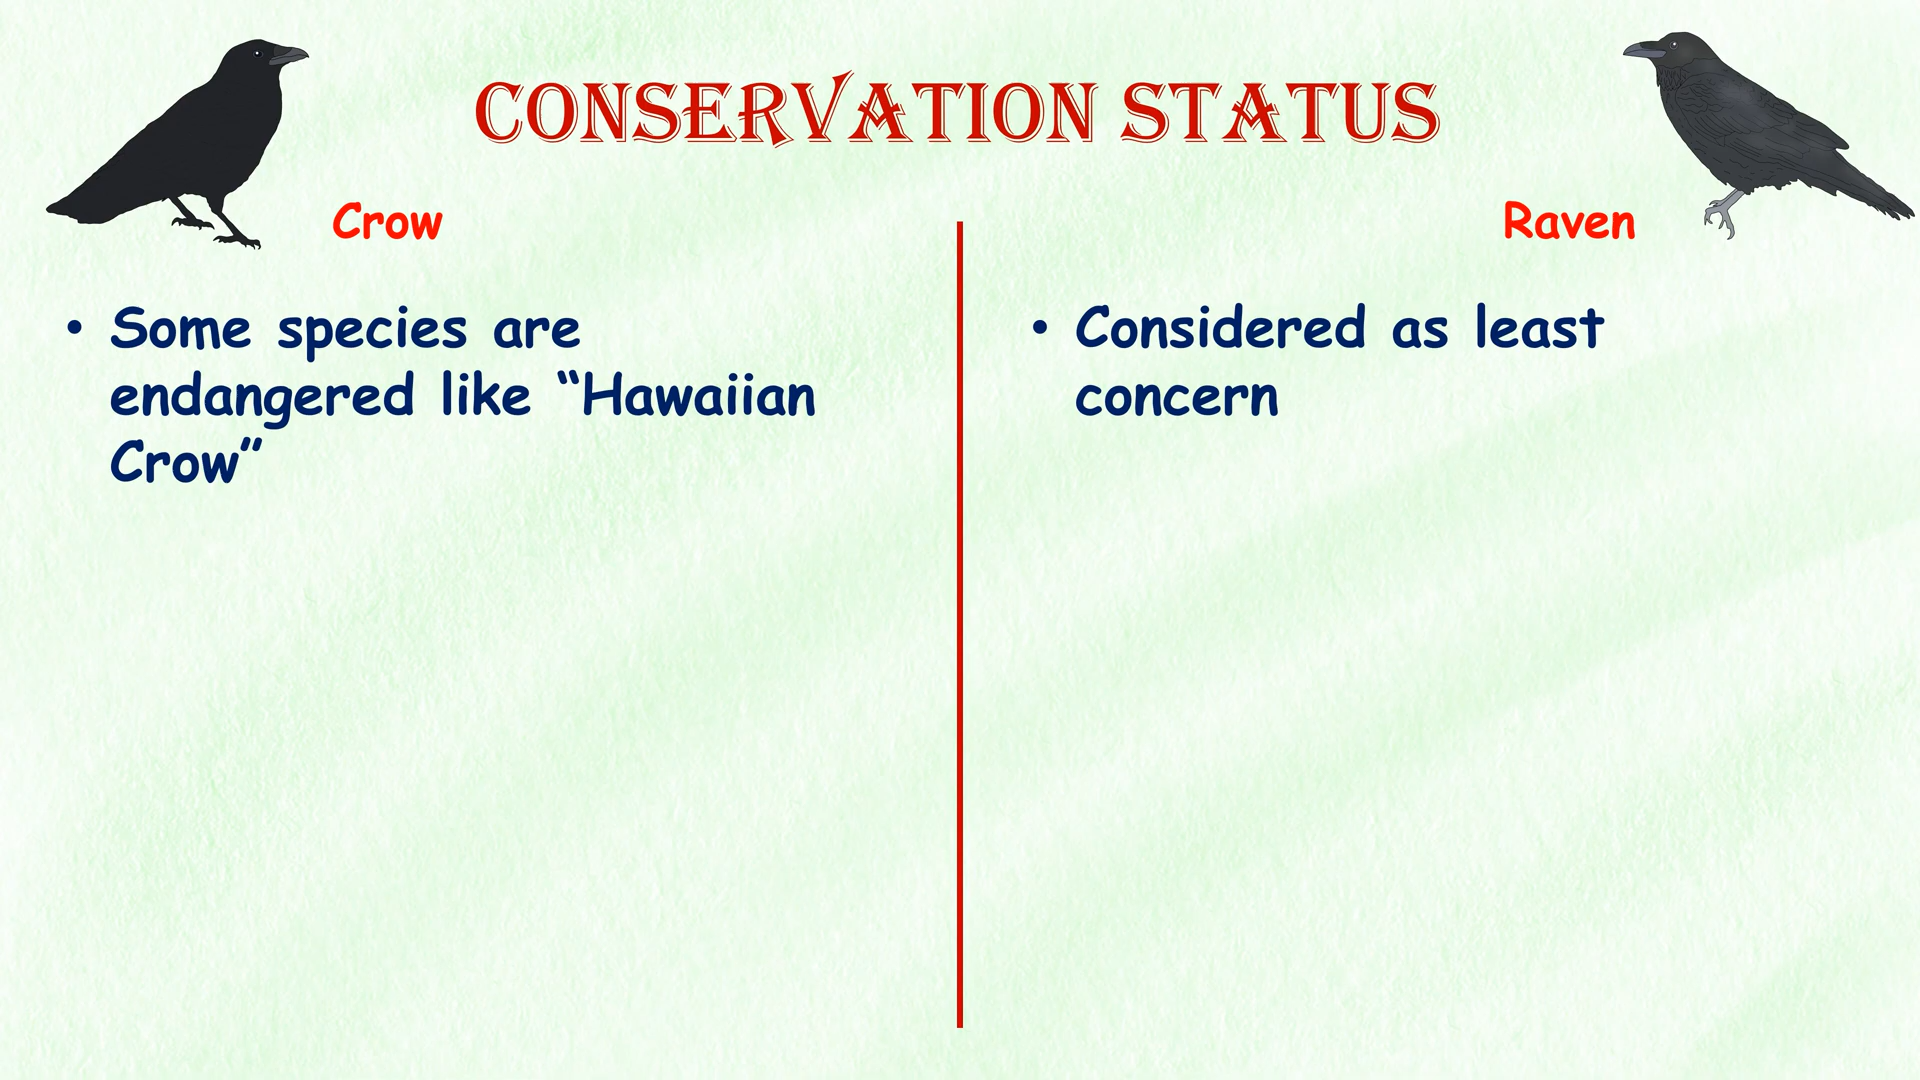 CONSERVATION STATUS
Crow
• Some species are
endangered like “Hawaiian
Crow”
Raven
• Considered as least
concern